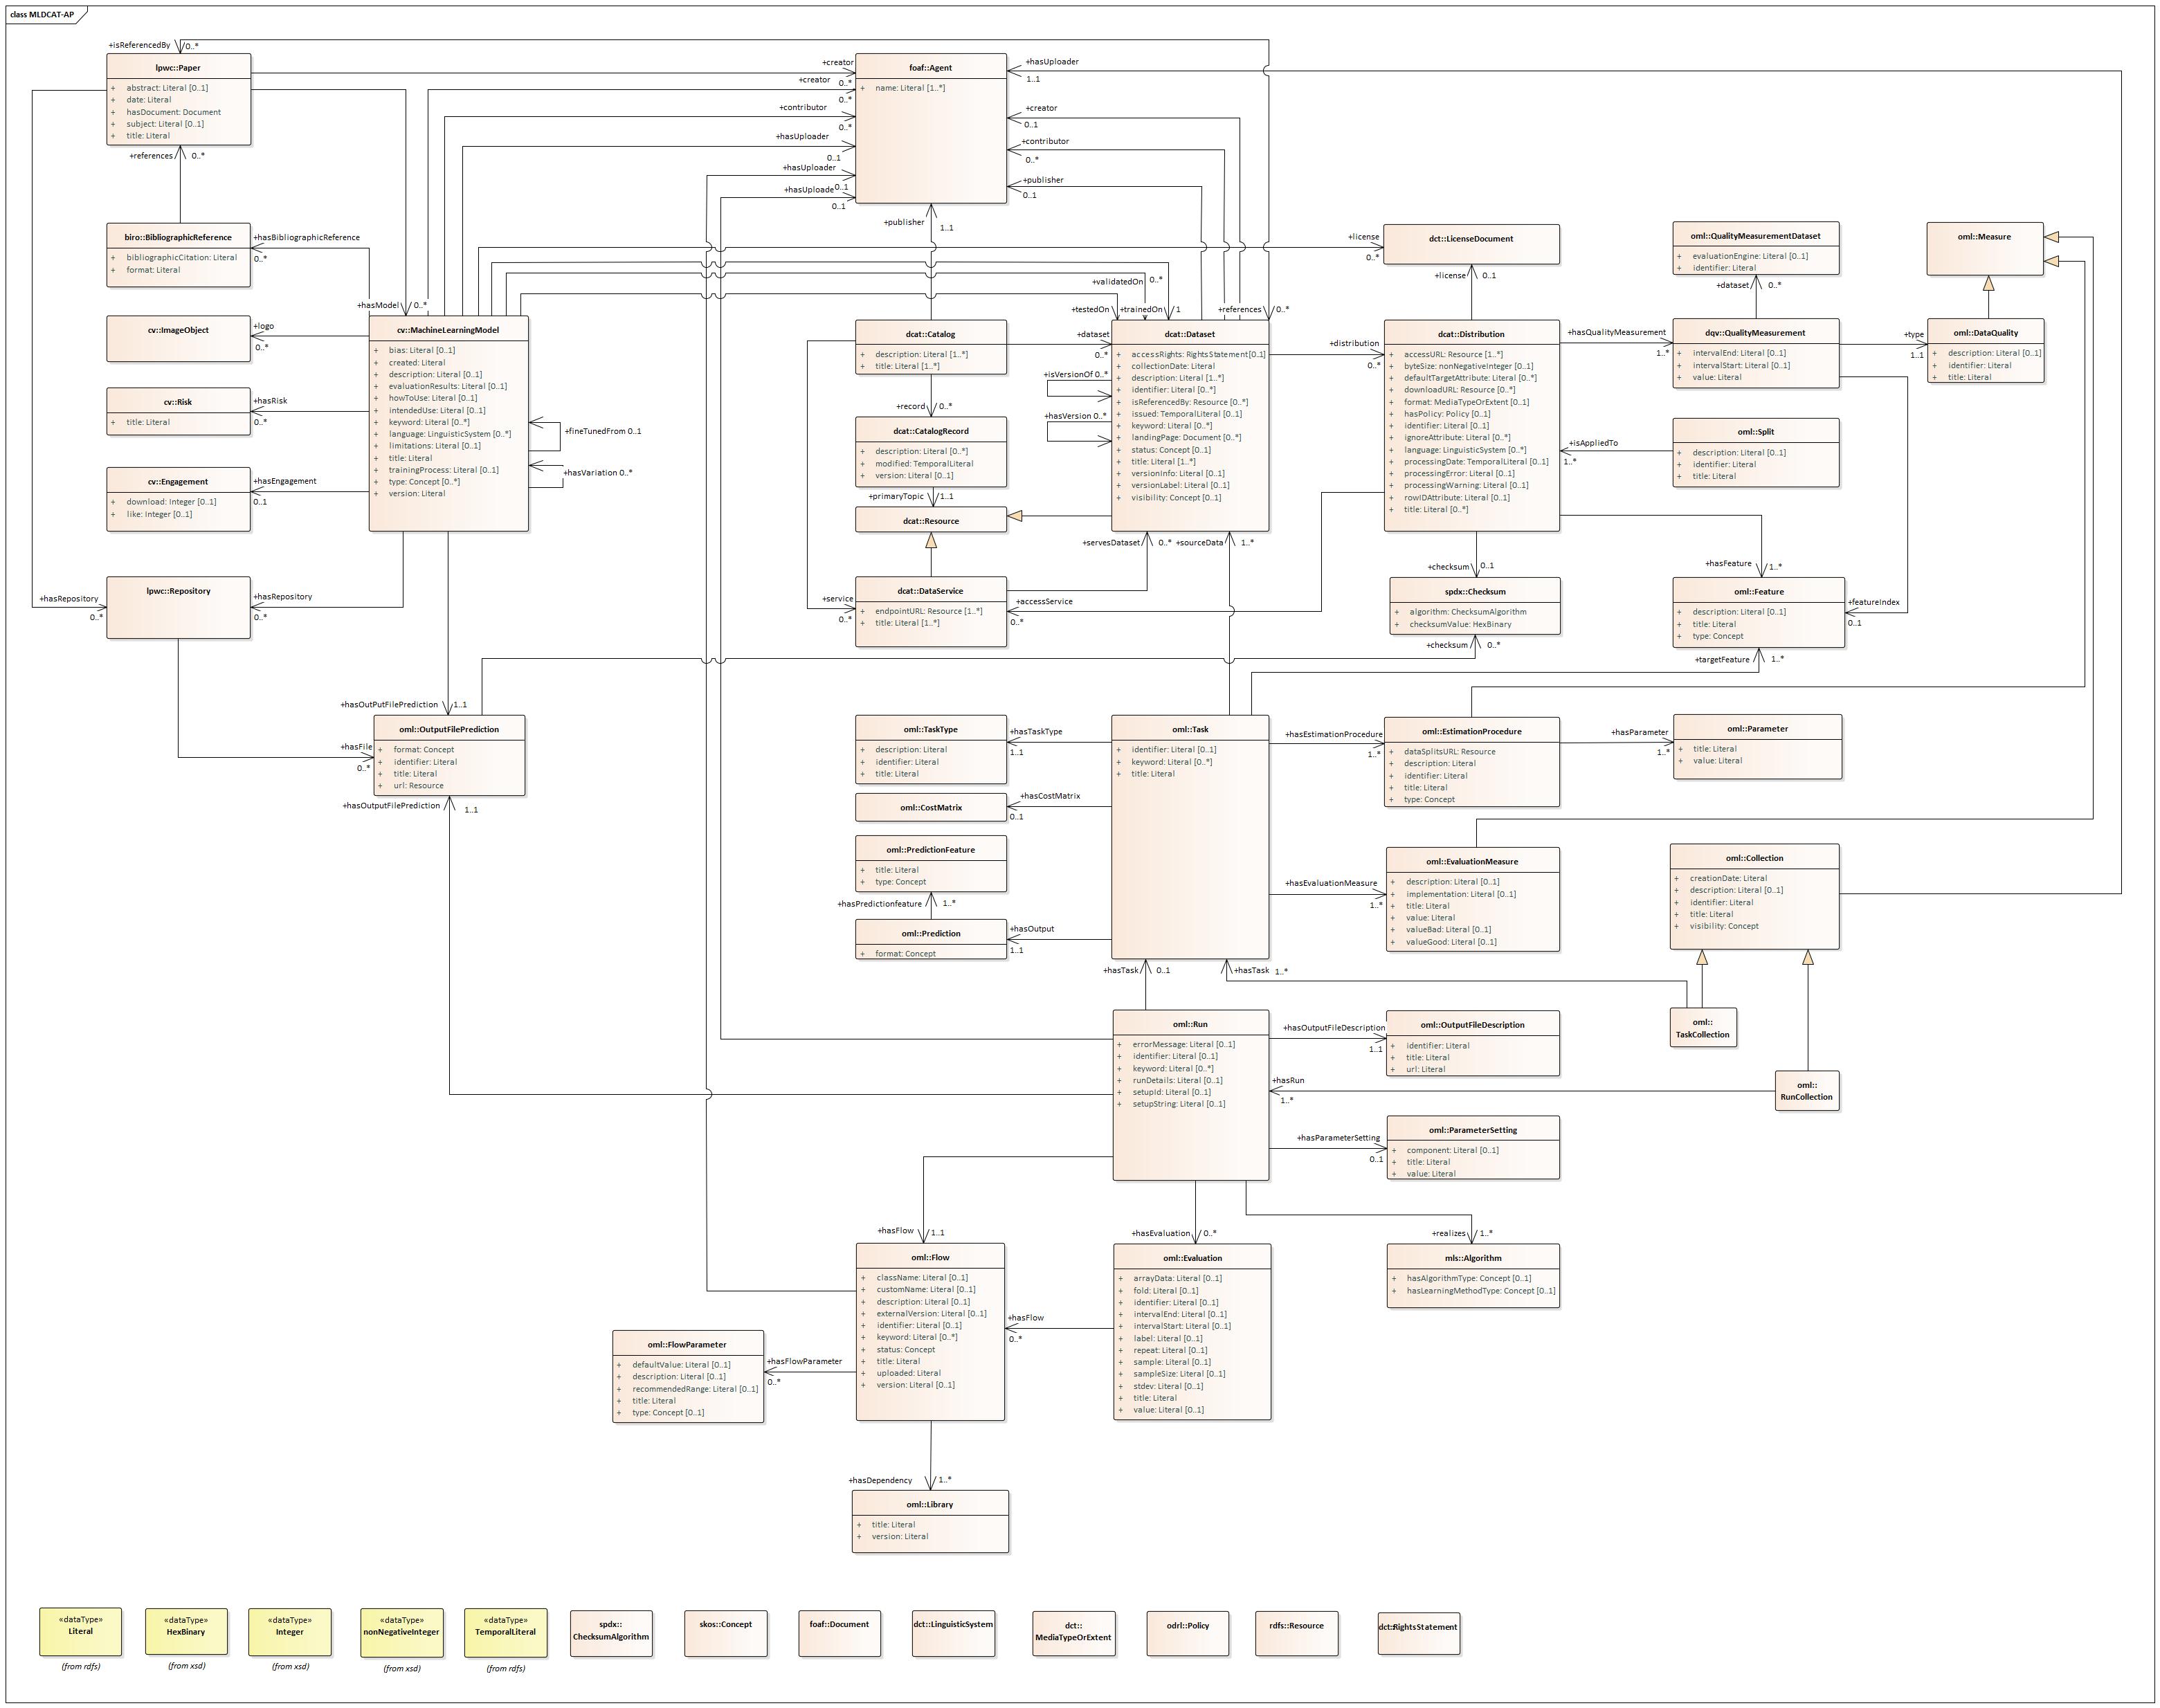 class MLDCAT-AP
+isReferencedBy
0..*
lpwc::Paper
+ abstract: Literal [0..1]
+ date: Literal
+ hasDocument: Document
+ subject: Literal [0..1]
+ title: Literal
+references
0..*
+creator
0..*
+creator
0..*
+contributor
0..*
+hasUploader
0..1
+hasUploader
0..1
+hasUploade
0..1
foaf::Agent
+ name: Literal [1..*]
+hasUploader
1..1
+creator
0..1
+contributor
0..*
+publisher
0..1
+publisher
1..1
biro::BibliographicReference
+ bibliographicCitation: Literal
+ format: Literal
+hasBibliographicReference
0..*
+hasModel
0..*
cv::ImageObject
+logo
0..*
cv::Risk
+ title: Literal
+hasRisk
0..*
cv::Engagement
+ download: Integer [0..1]
+ like: Integer [0..1]
+hasEngagement
0..1
cv::MachineLearningModel
+ bias: Literal [0..1]
+ created: Literal
+ description: Literal [0..1]
+ evaluationResults: Literal [0..1]
+ howToUse: Literal [0..1]
+ intendedUse: Literal [0..1]
+ keyword: Literal [0..*]
+ language: LinguisticSystem [0..*]
+ limitations: Literal [0..1]
+ title: Literal
+ trainingProcess: Literal [0..1]
+ type: Concept [0..*]
+ version: Literal
+fineTunedFrom 0..1
+hasVariation 0..*
lpwc::Repository
+hasRepository
0..*
+hasRepository
0..*
+license
0..*
dct::LicenseDocument
+license
0..1
+validatedOn
0..*
+testedOn
+trainedOn
1
+references
0..*
dcat::Catalog
+ description: Literal [1..*]
+ title: Literal [1..*]
+dataset
0..*
+record
0..*
dcat::CatalogRecord
+ description: Literal [0..*]
+ modified: TemporalLiteral
+ version: Literal [0..1]
+primaryTopic
1..1
dcat::Resource
dcat::DataService
+ endpointURL: Resource [1..*]
+ title: Literal [1..*]
+service
0..*
+servesDataset
0..*
+accessService
0..*
dcat::Dataset
+ accessRights: RightsStatement[0..1]
+ collectionDate: Literal
+ description: Literal [1..*]
+ identifier: Literal [0..*]
+ isReferencedBy: Resource [0..*]
+ issued: TemporalLiteral [0..1]
+ keyword: Literal [0..*]
+ landingPage: Document [0..*]
+ status: Concept [0..1]
+ title: Literal [1..*]
+ versionInfo: Literal [0..1]
+ versionLabel: Literal [0..1]
+ visibility: Concept [0..1]
+isVersionOf 0..*
+hasVersion 0..*
+sourceData
1..*
+distribution
0..*
dcat::Distribution
+ accessURL: Resource [1..*]
+ byteSize: nonNegativeInteger [0..1]
+ defaultTargetAttribute: Literal [0..*]
+ downloadURL: Resource [0..*]
+ format: MediaTypeOrExtent [0..1]
+ hasPolicy: Policy [0..1]
+ identifier: Literal [0..1]
+ ignoreAttribute: Literal [0..*]
+ language: LinguisticSystem [0..*]
+ processingDate: TemporalLiteral [0..1]
+ processingError: Literal [0..1]
+ processingWarning: Literal [0..1]
+ rowIDAttribute: Literal [0..1]
+ title: Literal [0..*]
+hasQualityMeasurement
1..*
oml::QualityMeasurementDataset
+ evaluationEngine: Literal [0..1]
+ identifier: Literal
+dataset
0..*
dqv::QualityMeasurement
+ intervalEnd: Literal [0..1]
+ intervalStart: Literal [0..1]
+ value: Literal
+type
1..1
oml::Measure
oml::DataQuality
+ description: Literal [0..1]
+ identifier: Literal
+ title: Literal
oml::Split
+ description: Literal [0..1]
+ identifier: Literal
+ title: Literal
+isAppliedTo
1..*
+hasFeature
1..*
oml::Feature
+ description: Literal [0..1]
+ title: Literal
+ type: Concept
+featureIndex
0..1
+targetFeature
1..*
+checksum
0..1
spdx::Checksum
+ algorithm: ChecksumAlgorithm
+ checksumValue: HexBinary
+checksum
0..*
+hasOutPutFilePrediction
1..1
oml::OutputFilePrediction
+ format: Concept
+ identifier: Literal
+ title: Literal
+ url: Resource
+hasFile
0..*
+hasOutputFilePrediction
1..1
oml::TaskType
+ description: Literal
+ identifier: Literal
+ title: Literal
+hasTaskType
1..1
oml::CostMatrix
+hasCostMatrix
0..1
oml::PredictionFeature
+ title: Literal
+ type: Concept
+hasPredictionfeature
1..*
oml::Prediction
+ format: Concept
+hasOutput
1..1
oml::Task
+ identifier: Literal [0..1]
+ keyword: Literal [0..*]
+ title: Literal
+hasEstimationProcedure
1..*
oml::EstimationProcedure
+ dataSplitsURL: Resource
+ description: Literal
+ identifier: Literal
+ title: Literal
+ type: Concept
+hasParameter
1..*
oml::Parameter
+ title: Literal
+ value: Literal
+hasEvaluationMeasure
1..*
oml::EvaluationMeasure
+ description: Literal [0..1]
+ implementation: Literal [0..1]
+ title: Literal
+ value: Literal
+ valueBad: Literal [0..1]
+ valueGood: Literal [0..1]
oml::Collection
+ creationDate: Literal
+ description: Literal [0..1]
+ identifier: Literal
+ title: Literal
+ visibility: Concept
+hasTask
0..1
+hasTask
1..*
oml::
TaskCollection
oml::
RunCollection
+hasRun
1..*
oml::Run
+ errorMessage: Literal [0..1]
+ identifier: Literal [0..1]
+ keyword: Literal [0..*]
+ runDetails: Literal [0..1]
+ setupId: Literal [0..1]
+ setupString: Literal [0..1]
+hasOutputFileDescription
1..1
oml::OutputFileDescription
+ identifier: Literal
+ title: Literal
+ url: Literal
+hasParameterSetting
0..1
oml::ParameterSetting
+ component: Literal [0..1]
+ title: Literal
+ value: Literal
+hasFlow
1..1
+hasEvaluation
0..*
+realizes
1..*
oml::Flow
+ className: Literal [0..1]
+ customName: Literal [0..1]
+ description: Literal [0..1]
+ externalVersion: Literal [0..1]
+ identifier: Literal [0..1]
+ keyword: Literal [0..*]
+ status: Concept
+ title: Literal
+ uploaded: Literal
+ version: Literal [0..1]
+hasFlow
0..*
oml::Evaluation
+ arrayData: Literal [0..1]
+ fold: Literal [0..1]
+ identifier: Literal [0..1]
+ intervalEnd: Literal [0..1]
+ intervalStart: Literal [0..1]
+ label: Literal [0..1]
+ repeat: Literal [0..1]
+ sample: Literal [0..1]
+ sampleSize: Literal [0..1]
+ stdev: Literal [0..1]
+ title: Literal
+ value: Literal [0..1]
mls::Algorithm
+ hasAlgorithmType: Concept [0..1]
+ hasLearningMethodType: Concept [0..1]
oml::FlowParameter
+ defaultValue: Literal [0..1]
+ description: Literal [0..1]
+ recommendedRange: Literal [0..1]
+ title: Literal
+ type: Concept [0..1]
+hasFlowParameter
0..*
+hasDependency
1..*
oml::Library
+ title: Literal
+ version: Literal
«dataType»
Literal
(from rdfs)
«dataType»
HexBinary
(from xsd)
«dataType»
Integer
(from xsd)
«dataType»
nonNegativeInteger
(from xsd)
«dataType»
TemporalLiteral
(from rdfs)
spdx::
ChecksumAlgorithm
skos::Concept
foaf::Document
dct::LinguisticSystem
dct::
MediaTypeOrExtent
odrl::Policy
rdfs::Resource
dct::RightsStatement